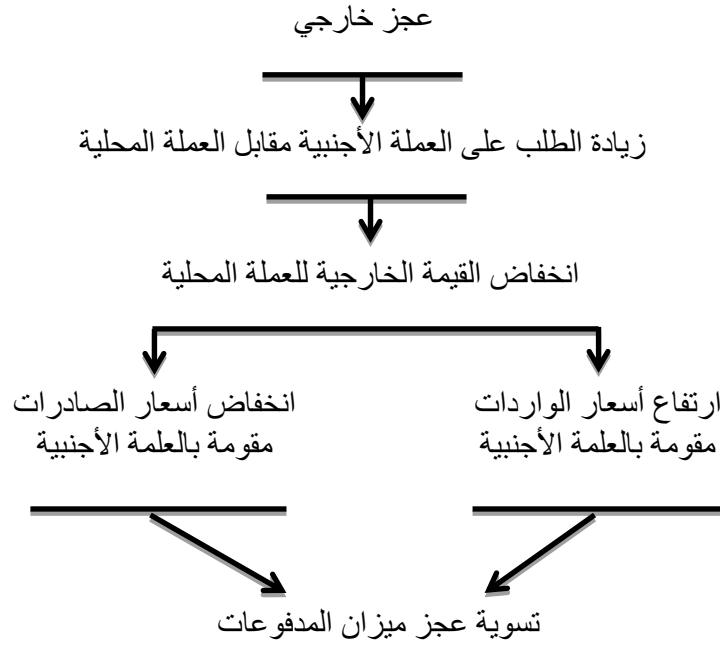 عجز خارجي
زيادة الطلب على العملة الأجنبية مقابل العملة المحلية
انخفاض القيمة الخارجية للعملة المحلية
ارتفاع أسعار الواردات
مقومة بالعلمة الأجنبية
انخفاض أسعار الصادرات
مقومة بالعلمة الأجنبية
تسوية عجز ميزان المدفوعات